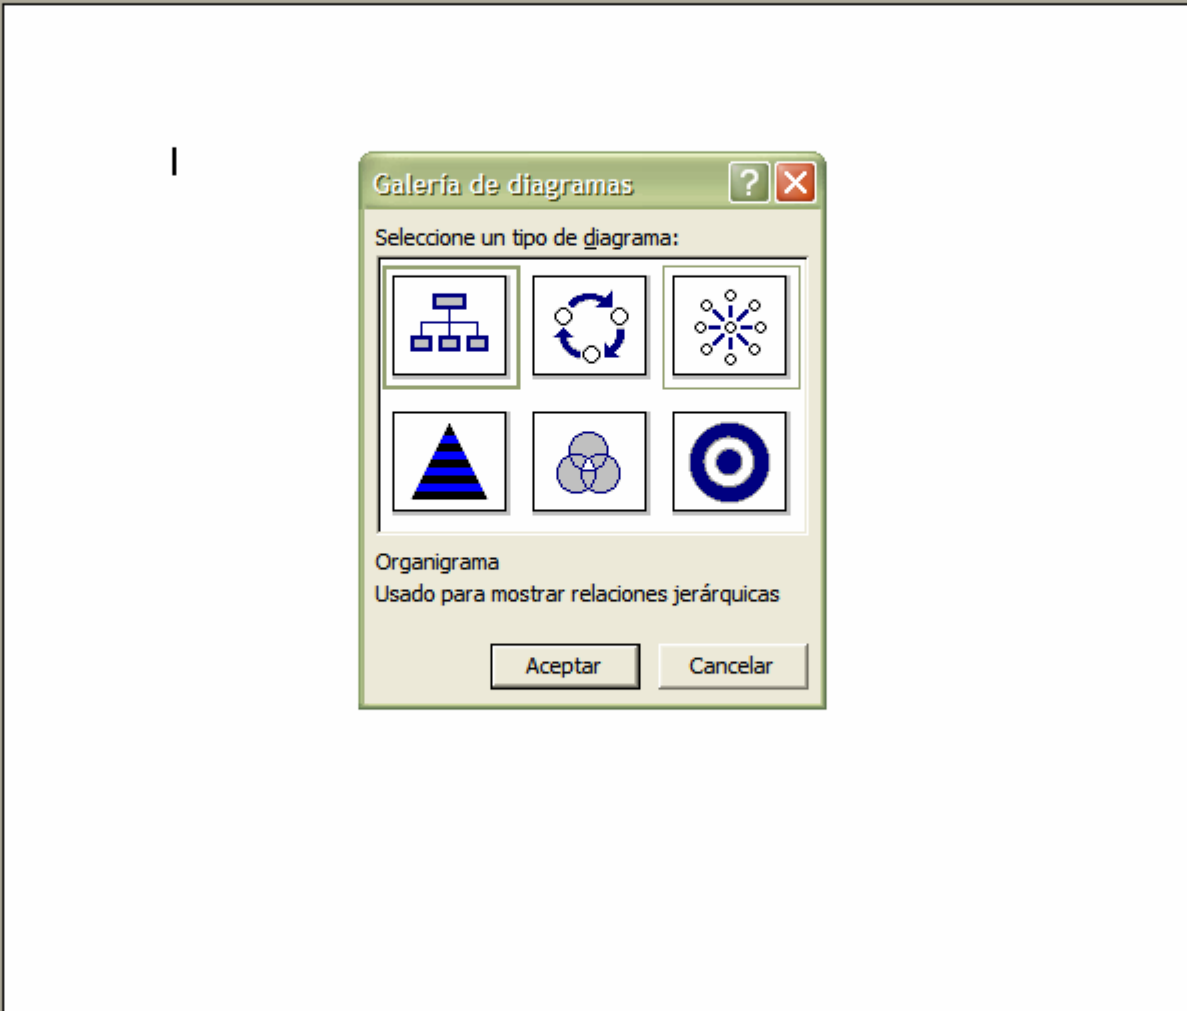 Galería de diagramas
Seleccione un tipo de diagrama:
Organigrama
Usado para mostrar relaciones jerárquicas
Aceptar
Cancelar